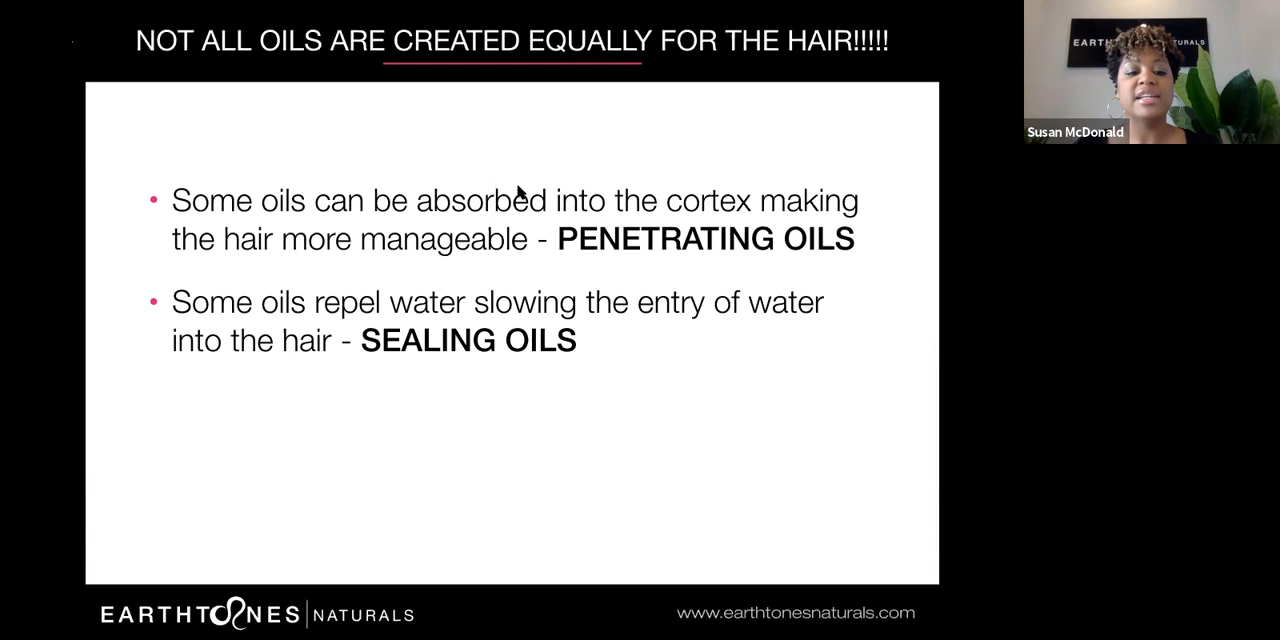 NOT ALL OILS ARE CREATED EQUALLY FOR THE HAIR!!!!!
• Some oils can be absorbed into the cortex making
the hair more manageable - PENETRATING OILS
• Some oils repel water slowing the entry of water
into the hair - SEALING OILS
EARTHTONES | NATURALS
www.earthtonesnaturals.com
EARTH URALS
Susan McDonald